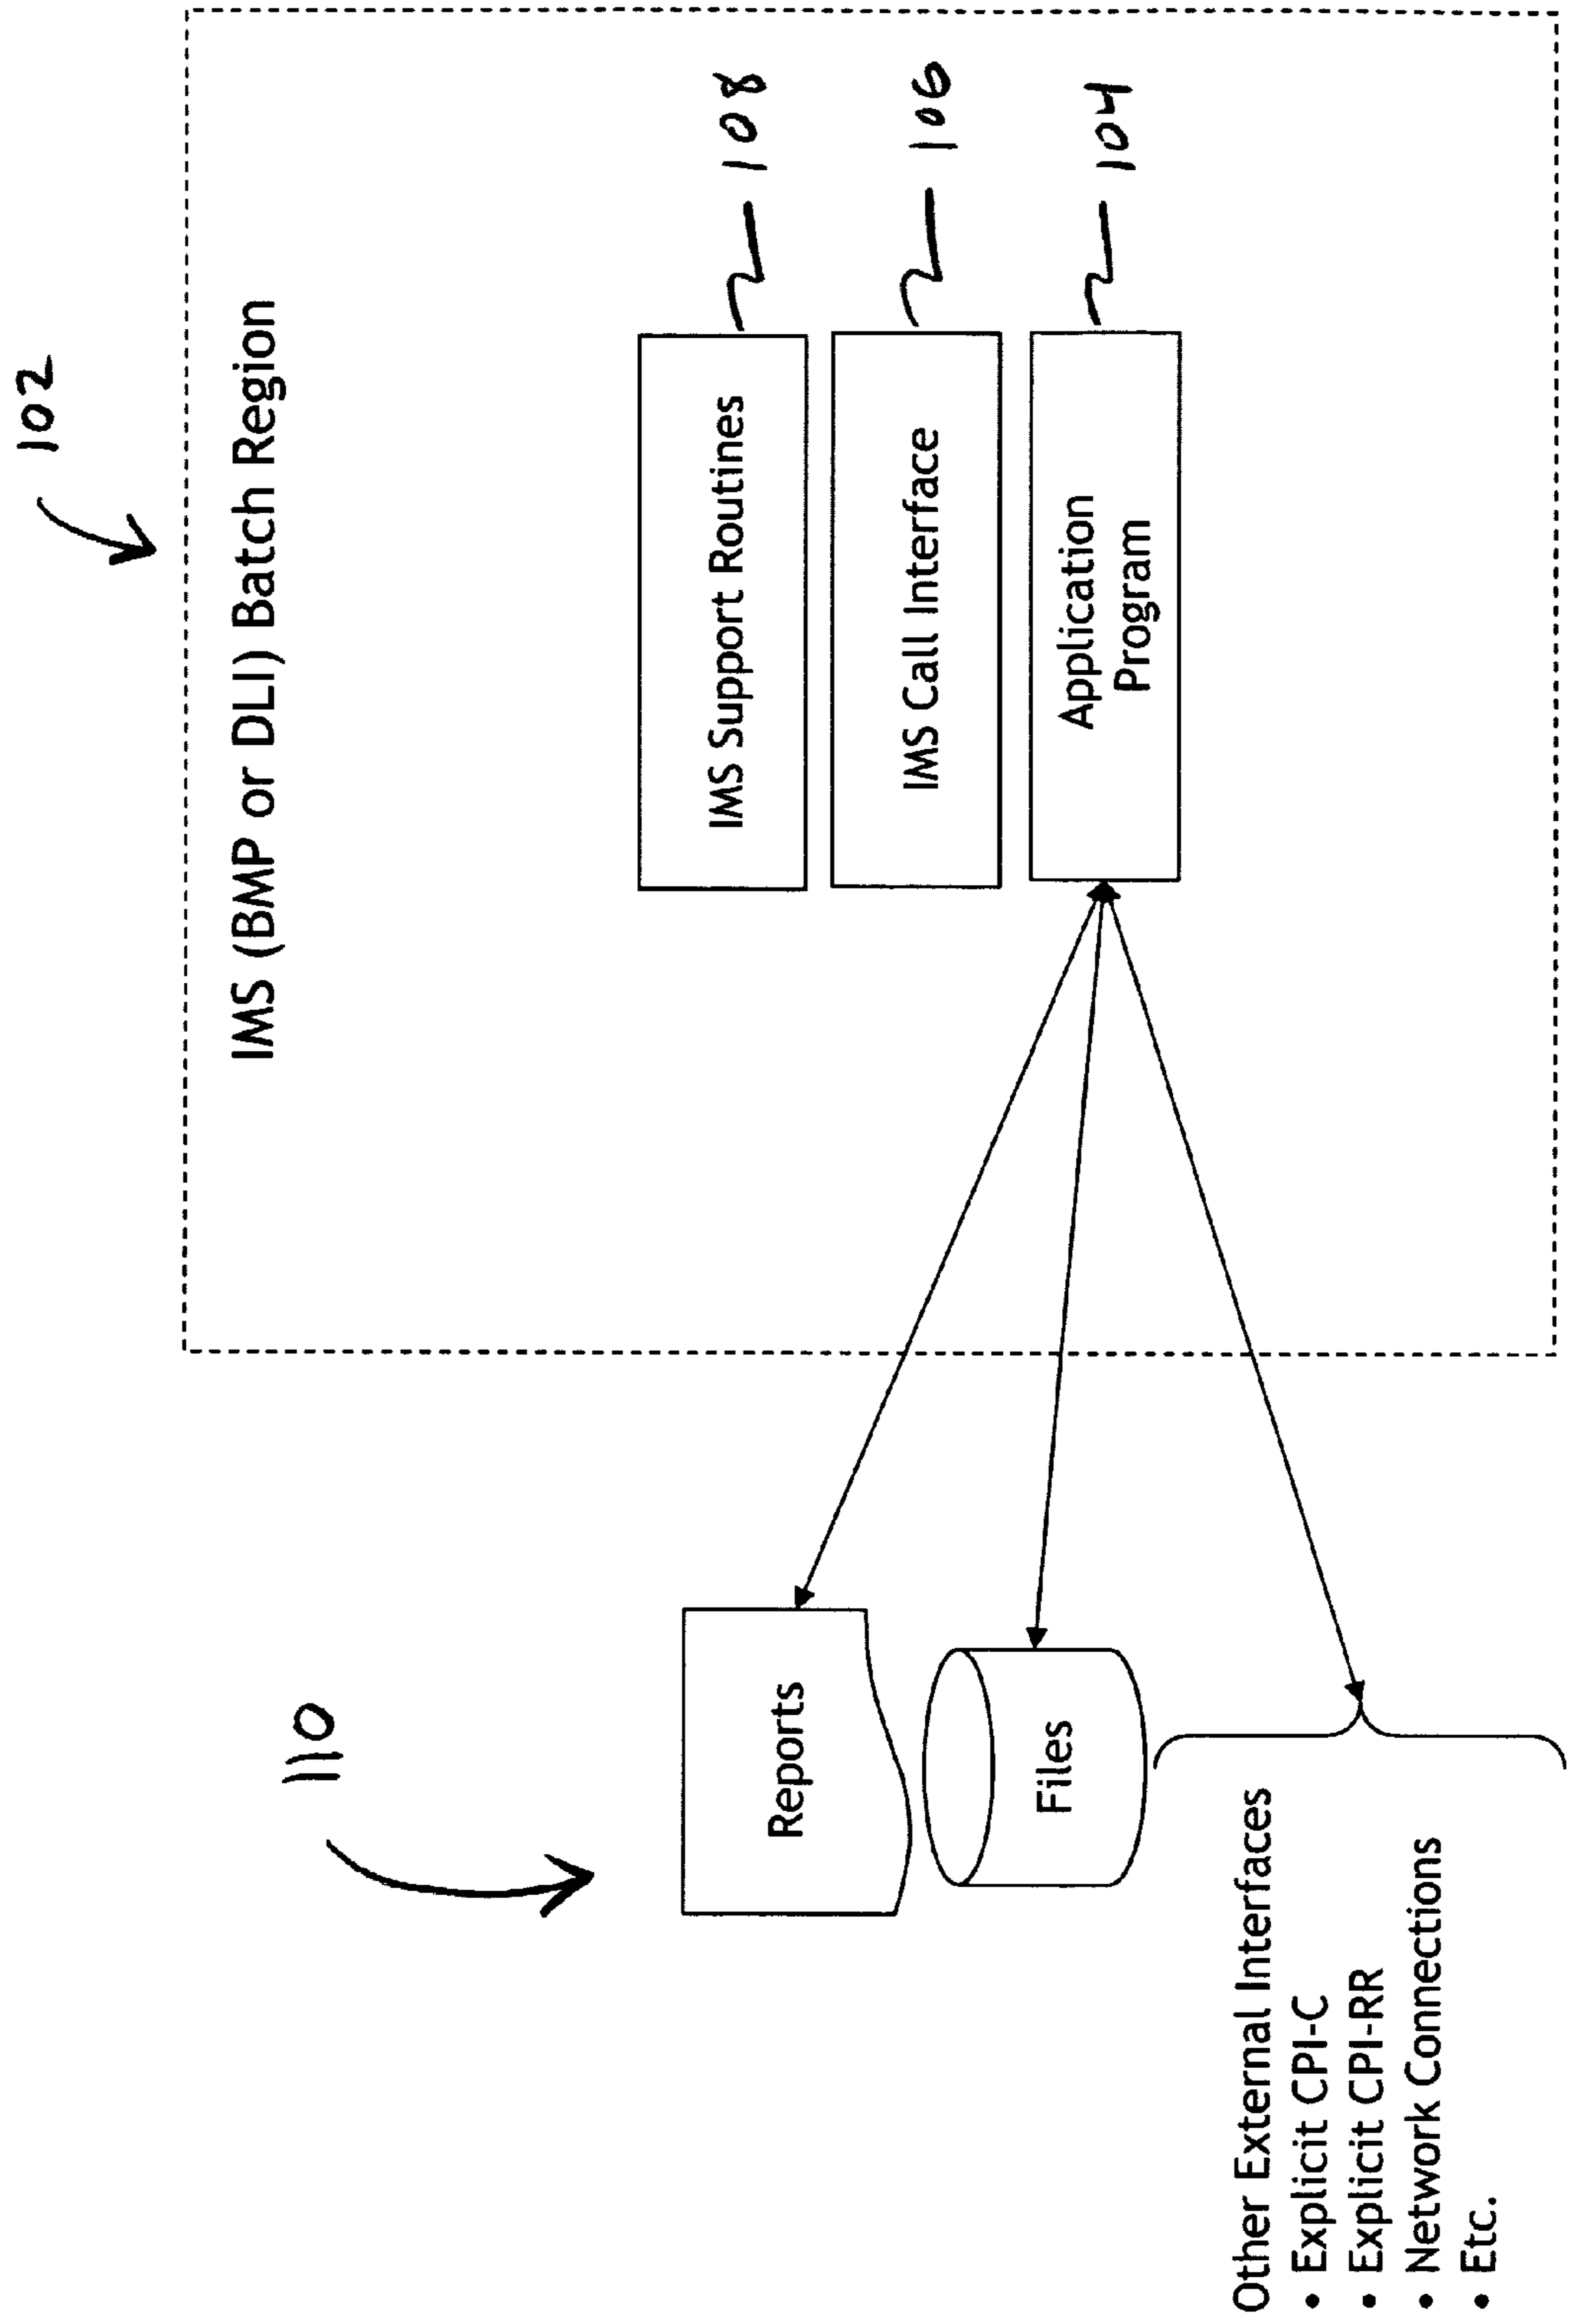 102
IMS (BMP or DLI) Batch Region
110
Reports
Files
Other External Interfaces
• Explicit CPI-C
• Explicit CPI-RR
• Network Connections
• Etc.
IMS Support Routines
108
IMS Call Interface
106
Application
Program
104